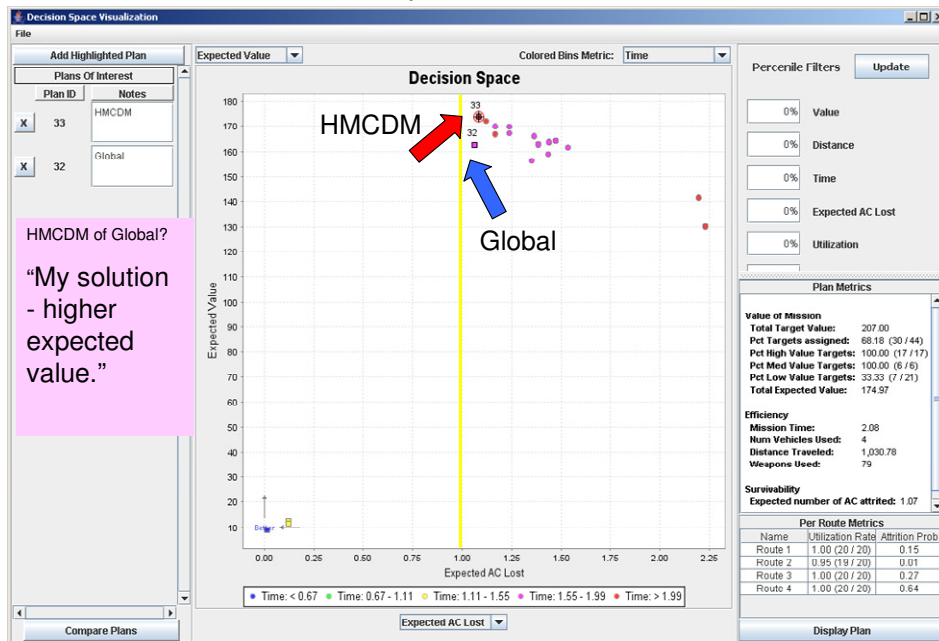 Decision Space Visualization
File
Add Highlighted Plan
Plans Of Interest
Plan ID Notes
X 33 HMCDM
X 32 Global
HMCDM of Global?
“My solution
- higher
expected
value.”
Compare Plans
Expected Value
Colored Bins Metric: Time
Decision Space
180
170
160
150
140
130
120
110
100
90
80
70
60
50
40
30
20
10
Expected Value
33
HMCDM
32
Global
Better
0.00 0.25 0.50 0.75 1.00 1.25 1.50 1.75 2.00 2.25
Expected AC Lost
Time: < 0.67 Time: 0.67 - 1.11 Time: 1.11 - 1.55 Time: 1.55 - 1.99 Time: > 1.99
Expected AC Lost
Percenile Filters Update
0% Value
0% Distance
0% Time
0% Expected AC Lost
0% Utilization
Plan Metrics
Value of Mission
Total Target Value: 207.00
Pct Targets assigned: 68.18 (30 / 44)
Pct High Value Targets: 100.00 (17 / 17)
Pct Med Value Targets: 100.00 (6 / 6)
Pct Low Value Targets: 33.33 (7 / 21)
Total Expected Value: 174.97
Efficiency
Mission Time: 2.08
Num Vehicles Used: 4
Distance Traveled: 1,030.78
Weapons Used: 79
Survivability
Expected number of AC attrited: 1.07
Per Route Metrics
Name Utilization Rate Attrition Prob
Route 1 1.00 (20 / 20) 0.15
Route 2 0.95 (19 / 20) 0.01
Route 3 1.00 (20 / 20) 0.27
Route 4 1.00 (20 / 20) 0.64
Display Plan